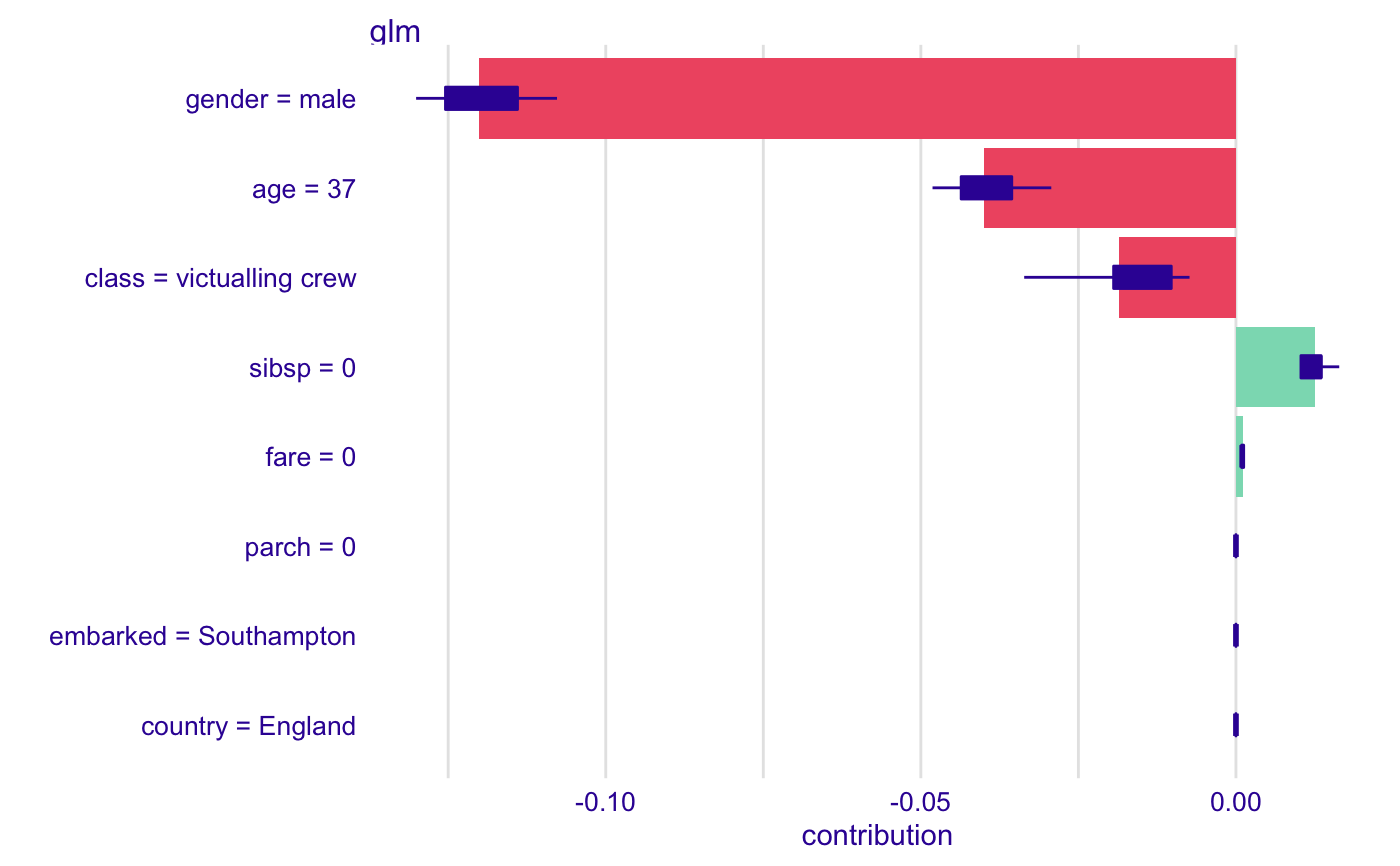 glm
gender = male
age = 37
class = victualling crew
sibsp = 0
fare = 0
parch = 0
embarked = Southampton
country = England
-0.10 -0.05 0.00
contribution